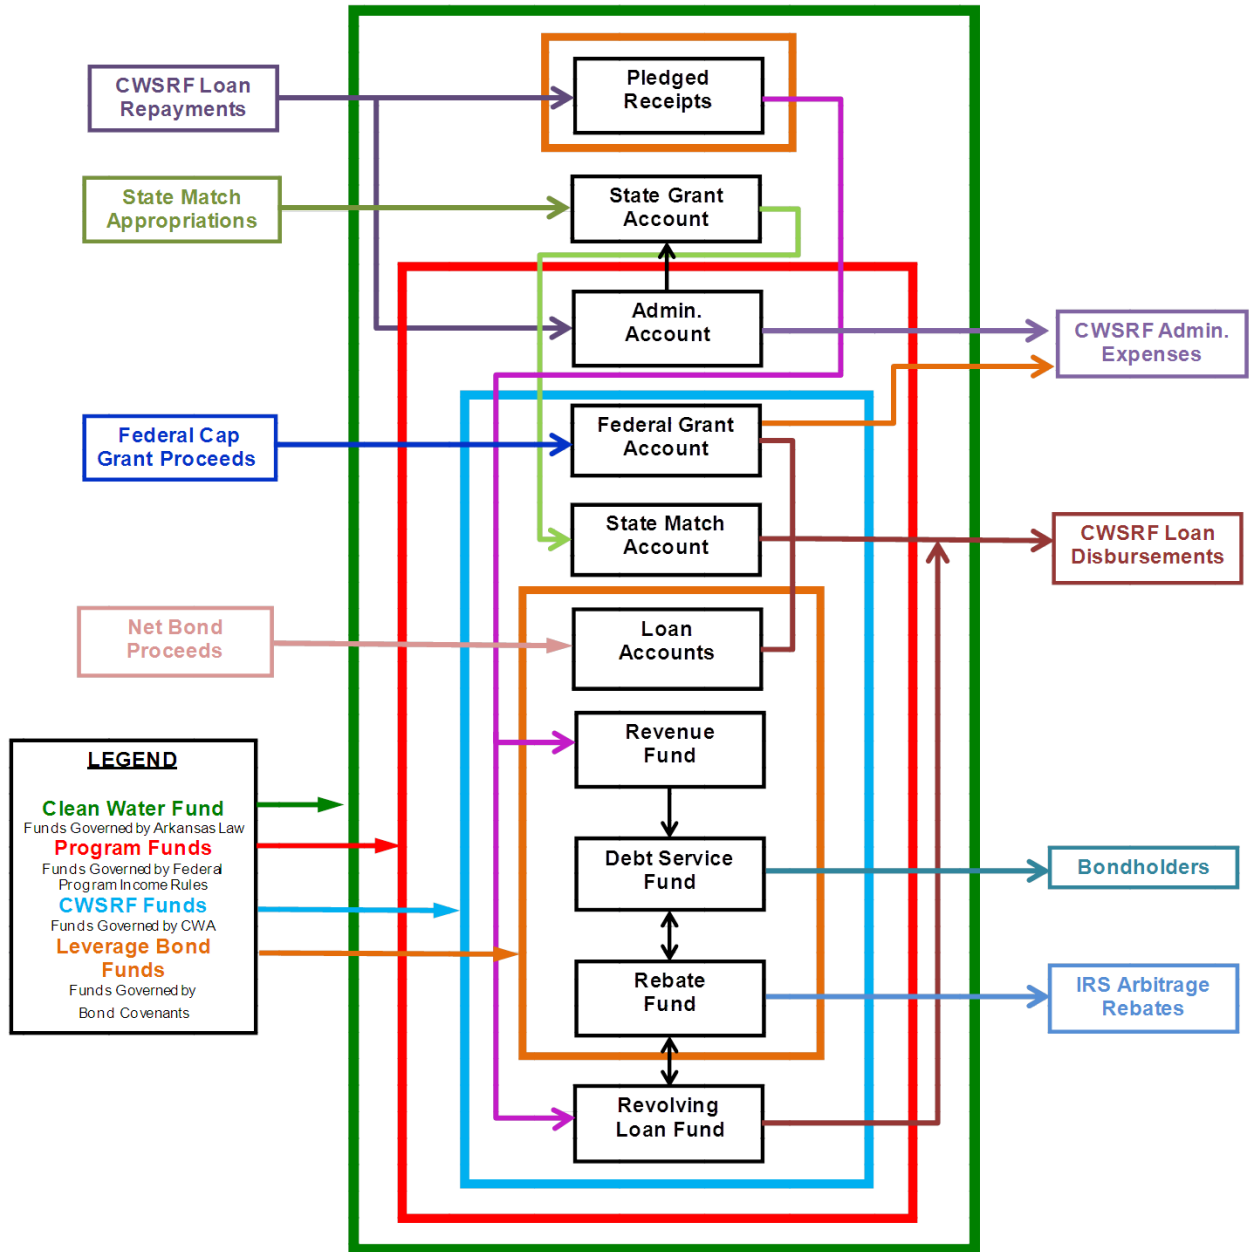 CWSRF Loan
Repayments
Pledged
Receipts
State Match
Appropriations
State Grant
Account
Admin.
Account
CWSRF Admin.
Expenses
Federal Cap
Grant Proceeds
Federal Grant
Account
State Match
Account
CWSRF Loan
Disbursements
Net Bond
Proceeds
Loan
Accounts
Revenue
Fund
LEGEND
Clean Water Fund
Funds Governed by Arkansas Law
Program Funds
Funds Governed by Federal
Program Income Rules
CWSRF Funds
Funds Governed by CWA
Leverage Bond
Funds
Funds Governed by
Bond Covenants
Debt Service
Fund
Bondholders
Rebate
Fund
IRS Arbitrage
Rebates
Revolving
Loan Fund